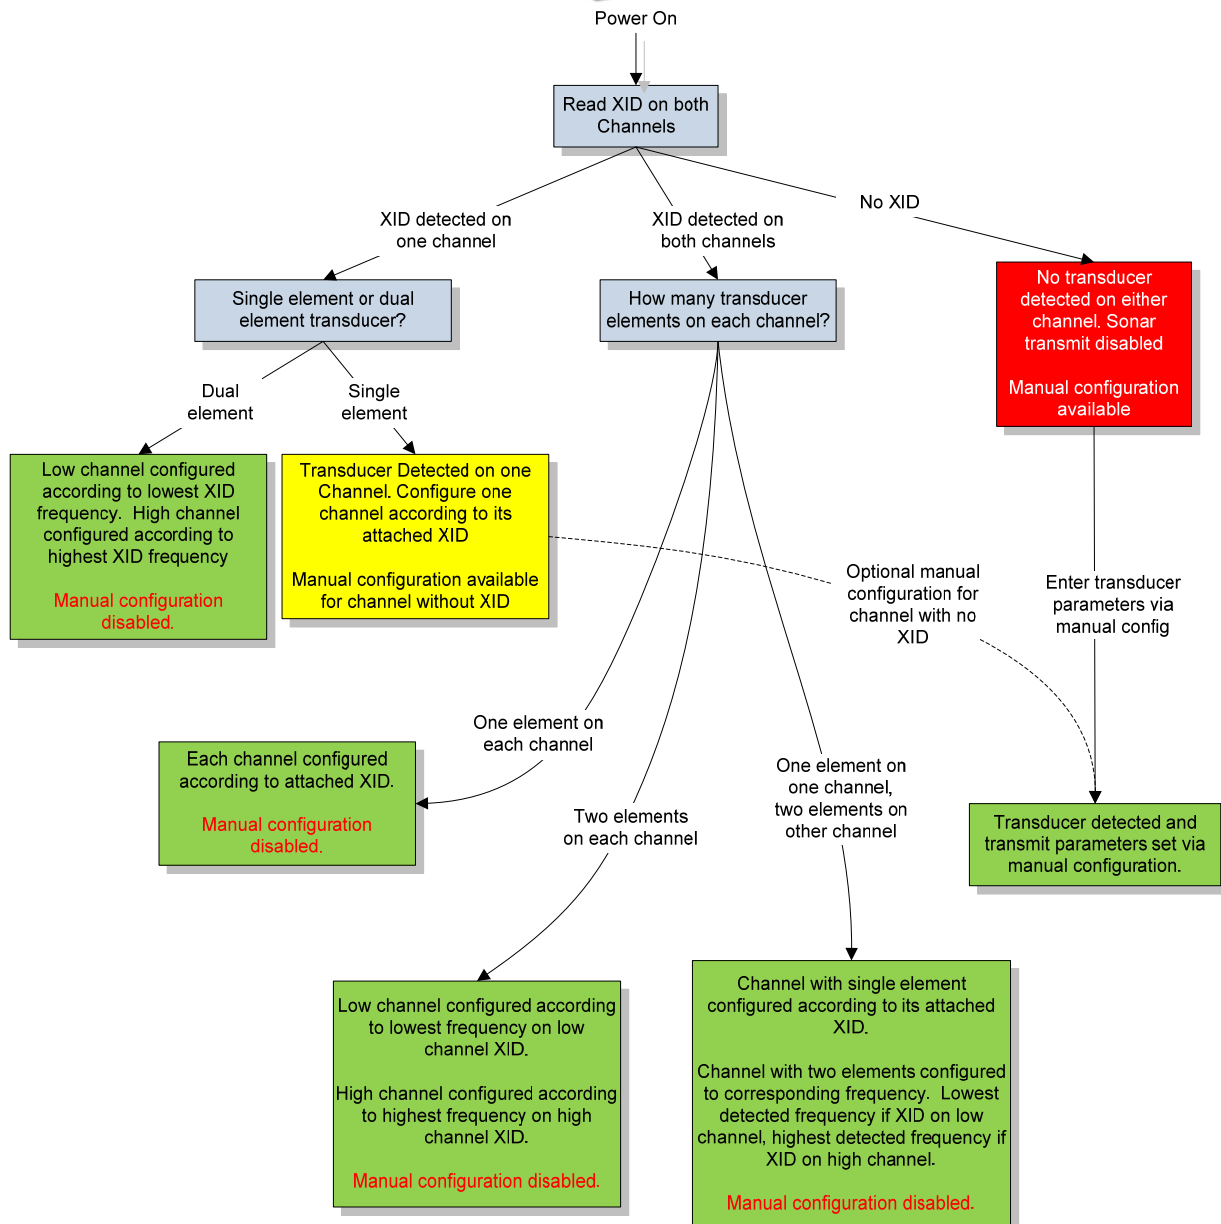 Power On
Read XID on both
Channels
XID detected on
one channel
XID detected on
both channels
No XID
Single element or dual
element transducer?
How many transducer
elements on each channel?
No transducer
detected on either
channel. Sonar
transmit disabled
Manual configuration
available
Dual
element
Single
element
Low channel configured
according to lowest XID
frequency.  High channel
configured according to
highest XID frequency
Manual configuration
disabled.
Transducer Detected on one
Channel. Configure one
channel according to its
attached XID
Manual configuration available
for channel without XID
Optional manual
configuration for
channel with no
XID
Enter transducer
parameters via
manual config
One element on
each channel
Each channel configured
according to attached XID.
Manual configuration
disabled.
Two elements
on each channel
One element on
one channel,
two elements on
other channel
Transducer detected and
transmit parameters set via
manual configuration.
Low channel configured according
to lowest frequency on low
channel XID.
High channel configured according
to highest frequency on high
channel XID.
Manual configuration disabled.
Channel with single element
configured according to its attached
XID.
Channel with two elements configured
to corresponding frequency.  Lowest
detected frequency if XID on low
channel, highest detected frequency if
XID on high channel.
Manual configuration disabled.